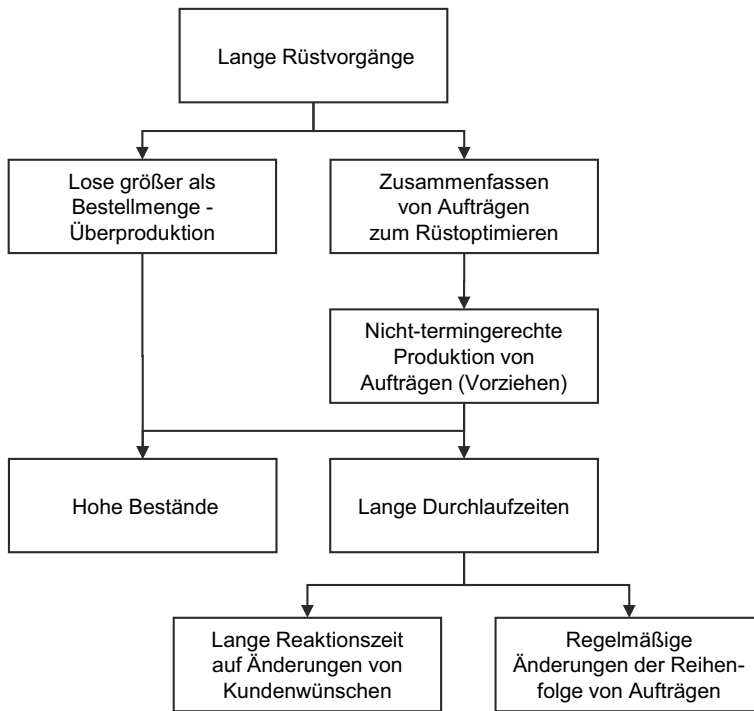 Lange Rüstvorgänge
Lose größer als
Bestellmenge -
Überproduktion
Zusammenfassen
von Aufträgen
zum Rüstoptimieren
Nicht-termingerechte
Produktion von
Aufträgen (Vorziehen)
Hohe Bestände
Lange Durchlaufzeiten
Lange Reaktionszeit
auf Änderungen von
Kundenwünschen
Regelmäßige
Änderungen der Reihen-
folge von Aufträgen